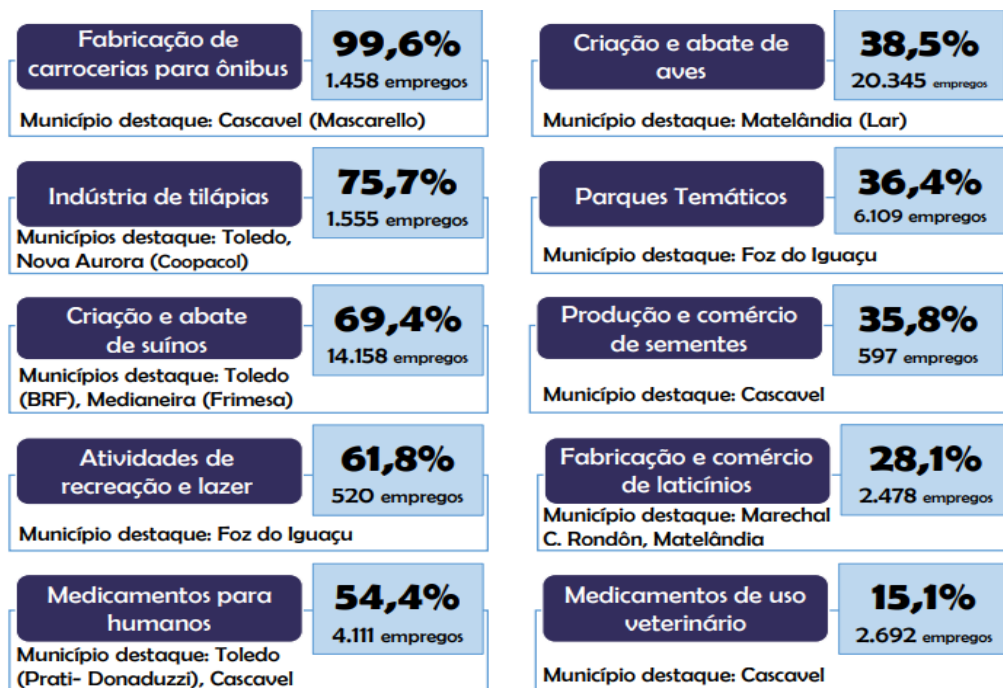 Fabricação de
carrocerias para ônibus
99,6%
1.458 empregos
Município destaque: Cascavel (Mascarello)
Criação e abate de
aves
38,5%
20.345 empregos
Município destaque: Matelândia (Lar)
Indústria de tilápias
75,7%
1.555 empregos
Municípios destaque: Toledo,
Nova Aurora (Coopacol)
Parques Temáticos
36,4%
6.109 empregos
Município destaque: Foz do Iguaçu
Criação e abate
de suínos
69,4%
14.158 empregos
Municípios destaque: Toledo
(BRF), Medianeira (Frimesa)
Produção e comércio
de sementes
35,8%
597 empregos
Município destaque: Cascavel
Atividades de
recreação e lazer
61,8%
520 empregos
Município destaque: Foz do Iguaçu
Fabricação e comércio
de laticínios
28,1%
2.478 empregos
Município destaque: Marechal
C. Rondôn, Matelândia
Medicamentos para
humanos
54,4%
4.111 empregos
Município destaque: Toledo
(Prati- Donaduzzi), Cascavel
Medicamentos de uso
veterinário
15,1%
2.692 empregos
Município destaque: Cascavel